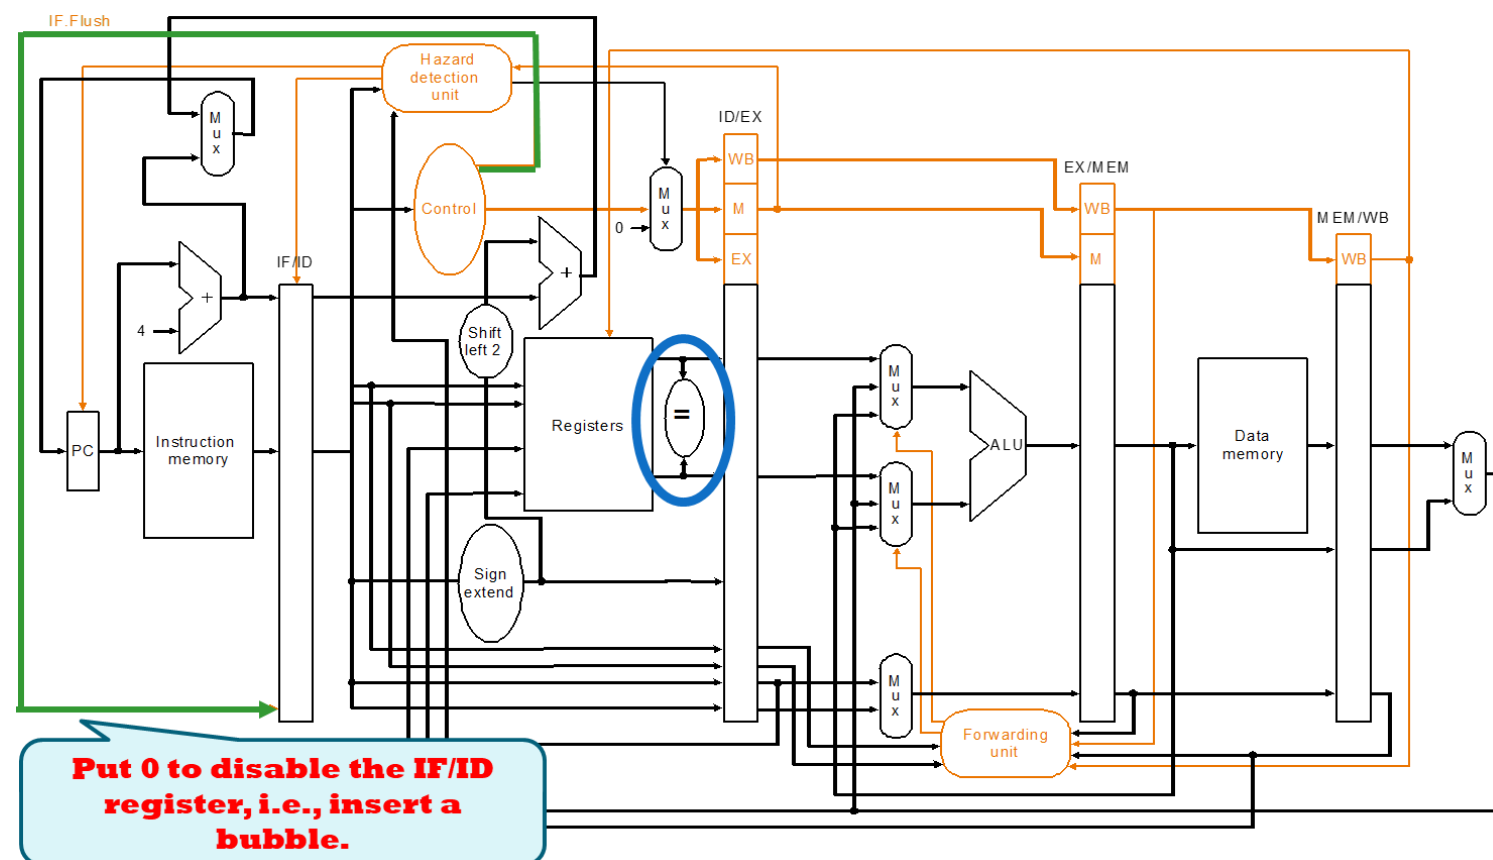 IF.Flush
Hazard
detection
unit
M
u
x
ID/EX
WB
EX/MEM
Control
M
u
x
0
M
WB
MEM/WB
IF/ID
EX
M
WB
+
+
4
Shift
left 2
M
u
x
PC
Instruction
memory
Registers
=
ALU
Data
memory
M
u
x
M
u
x
Sign
extend
M
u
x
Forwarding
unit
Put 0 to disable the IF/ID
register, i.e., insert a
bubble.